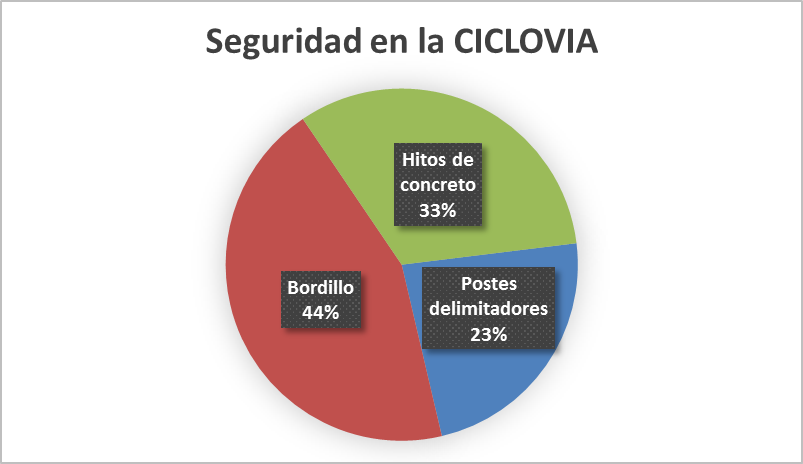 Seguridad en la CICLOVIA
Hitos de
concreto
33%
Bordillo
44%
Postes
delimitadores
23%